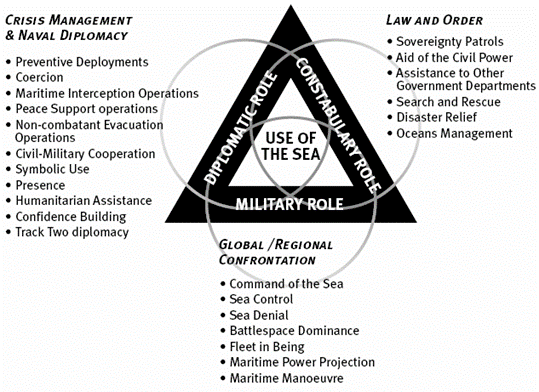 CRISIS MANAGEMENT
& NAVAL DIPLOMACY
• Preventive Deployments
• Coercion
• Maritime Interception Operations
• Peace Support operations
• Non-combatant Evacuation
Operations
• Civil-Military Cooperation
• Symbolic Use
• Presence
• Humanitarian Assistance
• Confidence Building
• Track Two diplomacy
LAW AND ORDER
• Sovereignty Patrols
• Aid of the Civil Power
• Assistance to Other
Government Departments
• Search and Rescue
• Disaster Relief
• Oceans Management
DIPLOMATIC ROLE
CONSTABULARY ROLE
USE OF
THE SEA
MILITARY ROLE
GLOBAL /REGIONAL
CONFRONTATION
• Command of the Sea
• Sea Control
• Sea Denial
• Battlespace Dominance
• Fleet in Being
• Maritime Power Projection
• Maritime Manoeuvre